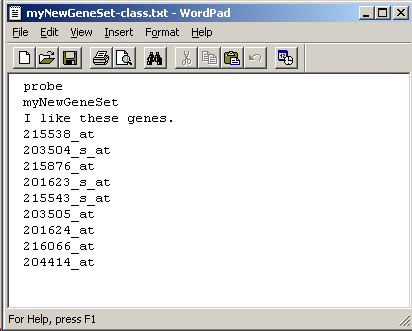 myNewGeneSet-class.txt - WordPad
File Edit View Insert Format Help
probe
myNewGeneSet
I like these genes.
215538_at
203504_s_at
215876_at
201623_s_at
215543_s_at
203505_at
201624_at
216066_at
204414_at
For Help, press F1